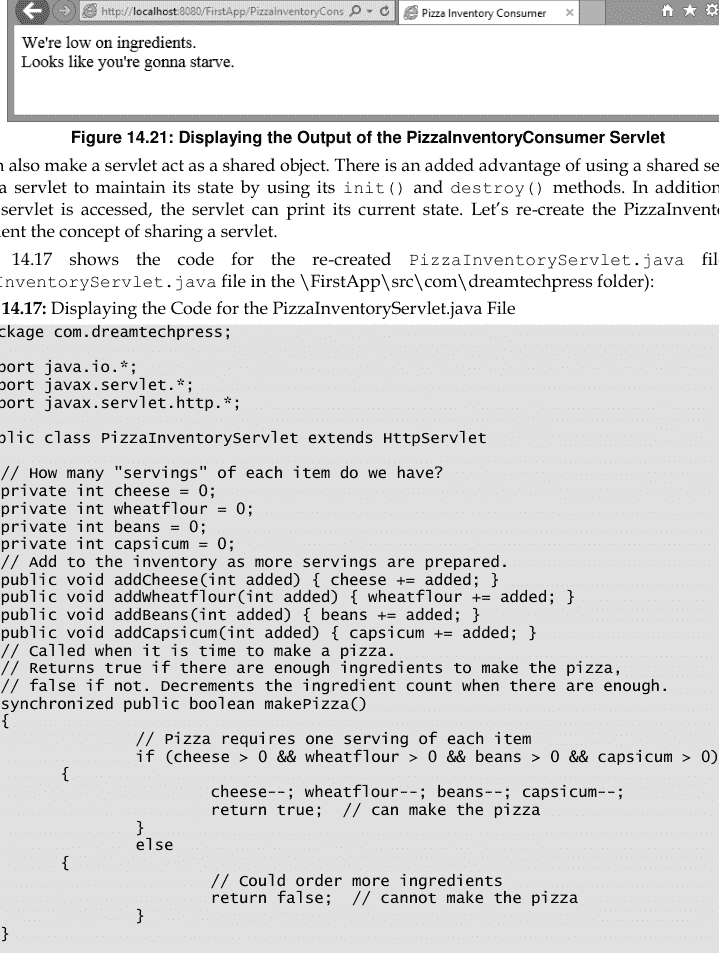 http://localhost:8080/FirstApp/PizzaInventoryCons Pizza Inventory Consumer
We're low on ingredients.
Looks like you're gonna starve.
Figure 14.21: Displaying the Output of the PizzaInventoryConsumer Servlet
also make a servlet act as a shared object. There is an added advantage of using a shared se
a servlet to maintain its state by using its init() and destroy() methods. In addition
servlet is accessed, the servlet can print its current state. Let's re-create the PizzaInvento
ent the concept of sharing a servlet.
14.17 shows the code for the re-created PizzaInventoryServlet.java fil
InventoryServlet.java file in the \FirstApp\src\com\dreamtechpress folder):
14.17: Displaying the Code for the PizzaInventoryServlet.java File
ckage com.dreamtechpress;
port java.io.*;
port javax.servlet.*;
port javax.servlet.http.*;
blic class PizzaInventoryServlet extends HttpServlet
// How many "servings" of each item do we have?
private int cheese = 0;
private int wheatflour = 0;
private int beans = 0;
private int capsicum = 0;
// Add to the inventory as more servings are prepared.
public void addCheese(int added) { cheese += added; }
public void addWheatflour(int added) { wheatflour += added; }
public void addBeans(int added) { beans += added; }
public void addCapsicum(int added) { capsicum += added; }
// Called when it is time to make a pizza.
// Returns true if there are enough ingredients to make the pizza,
// false if not. Decrements the ingredient count when there are enough.
synchronized public boolean makePizza()
{
// Pizza requires one serving of each item
if (cheese > 0 && wheatflour > 0 && beans > 0 && capsicum > 0)
{
cheese--; wheatflour--; beans--; capsicum--;
return true; // can make the pizza
}
else
{
// Could order more ingredients
return false; // cannot make the pizza
}
}